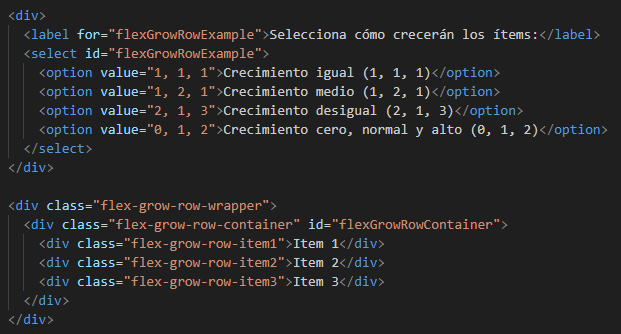 <div>
<label for="flexGrowRowExample">Selecciona cómo crecerán los ítems:</label>
<select id="flexGrowRowExample">
<option value="1, 1, 1">Crecimiento igual (1, 1, 1)</option>
<option value="1, 2, 1">Crecimiento medio (1, 2, 1)</option>
<option value="2, 1, 3">Crecimiento desigual (2, 1, 3)</option>
<option value="0, 1, 2">Crecimiento cero, normal y alto (0, 1, 2)</option>
</select>
</div>
<div class="flex-grow-row-wrapper">
<div class="flex-grow-row-container" id="flexGrowRowContainer">
<div class="flex-grow-row-item1">Item 1</div>
<div class="flex-grow-row-item2">Item 2</div>
<div class="flex-grow-row-item3">Item 3</div>
</div>
</div>